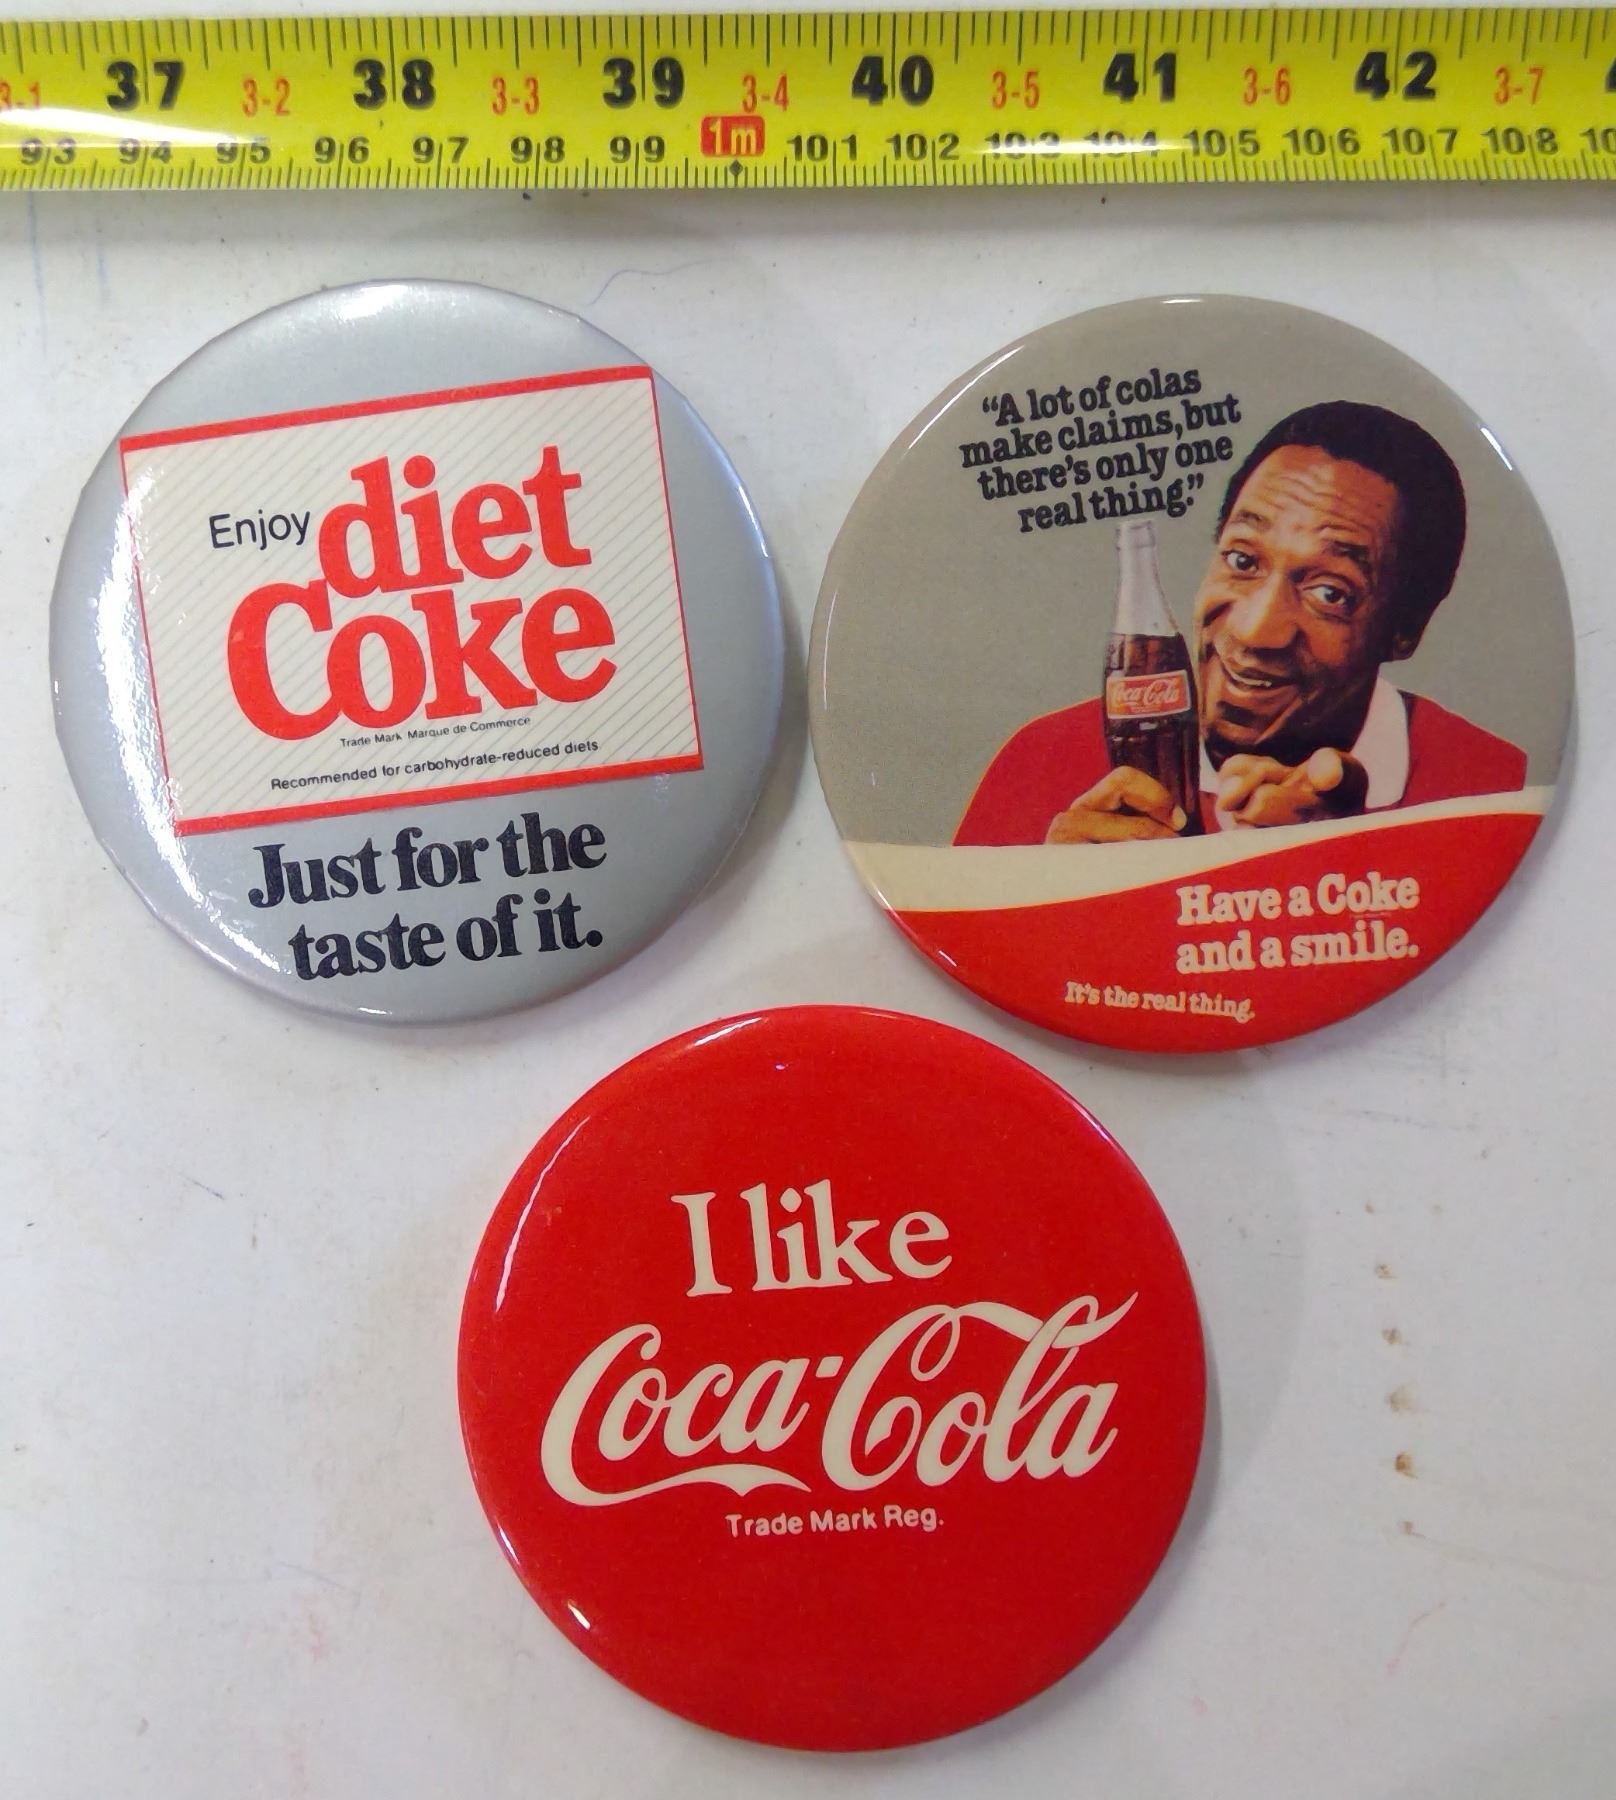 37 38 39 40 41 42
3-1 3-2 3-3 3-4 3-5 3-6 3-7
93 94 95 96 97 98 99 1m 101 102 103 104 105 106 107 108
Enjoy diet
Coke
Trade Mark Marque de Commerce
Recommended for carbohydrate-reduced diets
Just for the
taste of it.
“A lot of colas
make claims, but
there's only one
real thing.”
Coca-Cola
Have a Coke
and a smile.
It's the real thing.
I like
Coca-Cola
Trade Mark Reg.